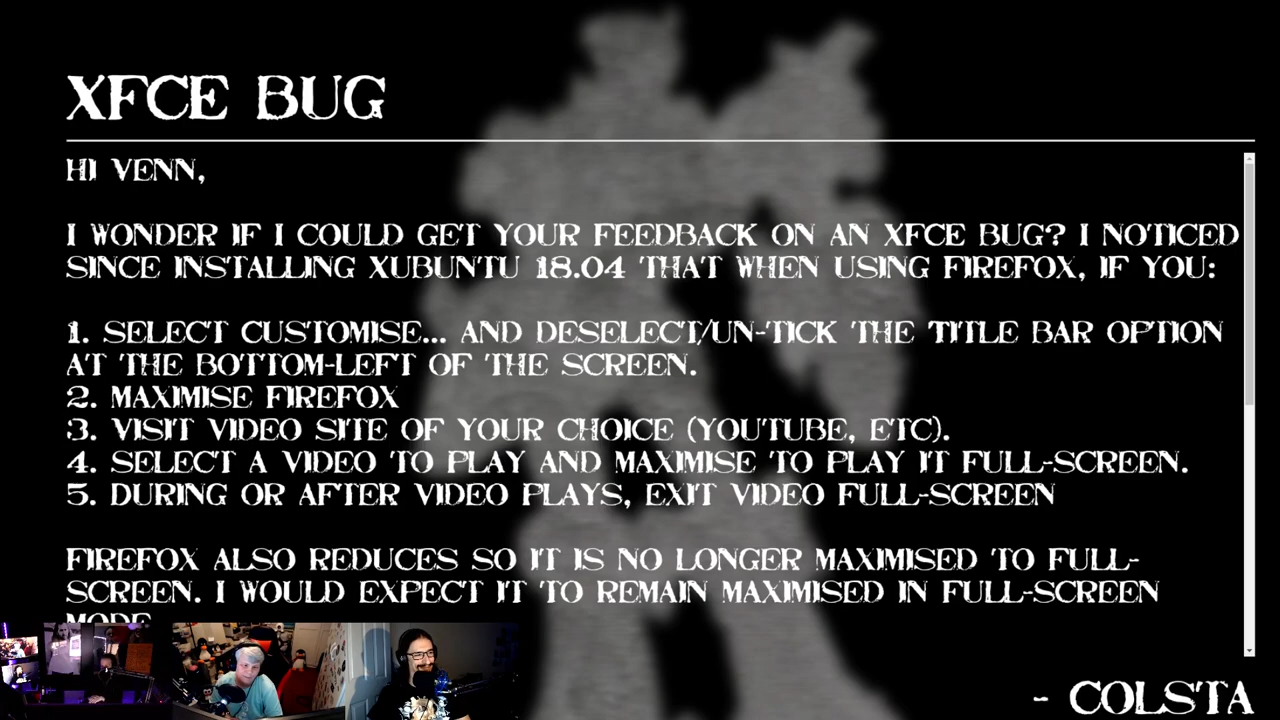 XFCE BUG
HI VENN,
I WONDER IF I COULD GET YOUR FEEDBACK ON AN XFCE BUG? I NOTICED
SINCE INSTALLING XUBUNTU 18.04 THAT WHEN USING FIREFOX, IF YOU:
1. SELECT CUSTOMISE... AND DESELECT/UN-TICK THE TITLE BAR OPTION
AT THE BOTTOM-LEFT OF THE SCREEN.
2. MAXIMISE FIREFOX
3. VISIT VIDEO SITE OF YOUR CHOICE (YOUTUBE, ETC).
4. SELECT A VIDEO TO PLAY AND MAXIMISE TO PLAY IT FULL-SCREEN.
5. DURING OR AFTER VIDEO PLAYS, EXIT VIDEO FULL-SCREEN
FIREFOX ALSO REDUCES SO IT IS NO LONGER MAXIMISED TO FULL-
SCREEN. I WOULD EXPECT IT TO REMAIN MAXIMISED IN FULL-SCREEN
MODE
- COLSTA